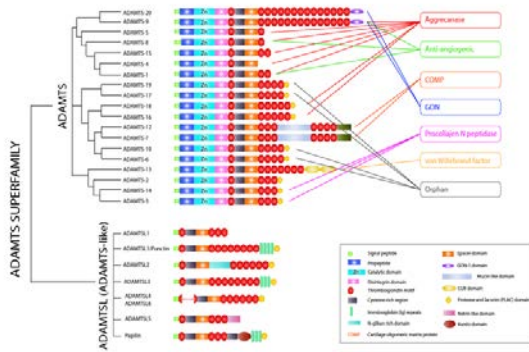 ADAMTS SUPERFAMILY
ADAMTS
ADAMTS-20
ADAMTS-9
ADAMTS-5
ADAMTS-8
ADAMTS-15
ADAMTS-4
ADAMTS-1
ADAMTS-19
ADAMTS-17
ADAMTS-18
ADAMTS-16
ADAMTS-12
ADAMTS-7
ADAMTS-10
ADAMTS-6
ADAMTS-13
ADAMTS-2
ADAMTS-14
ADAMTS-3
Aggrecanase
Anti-angiogenic
COMP
GON
Procollajen N peptidase
von Willebrand factor
Orphan
ADAMTSL (ADAMTS-like)
ADAMTSL1
ADAMTSL3/Punctin
ADAMTSL2
ADAMTSL4
ADAMTSL6
ADAMTSL5
Papilin
Signal peptide
Propeptide
Catalytic domain
Disintegrin domain
Thrombospondin motif
Cysteine-rich region
Immunoglobulin (Ig) repeats
N-glikan rich domain
Cartilage oligomeric matrix protein
Spacer domain
GON-1 domain
Mucin-like domain
CUB domain
Protease and lacunin (PLAC) domain
Netrin-like domain
Kunitz domain